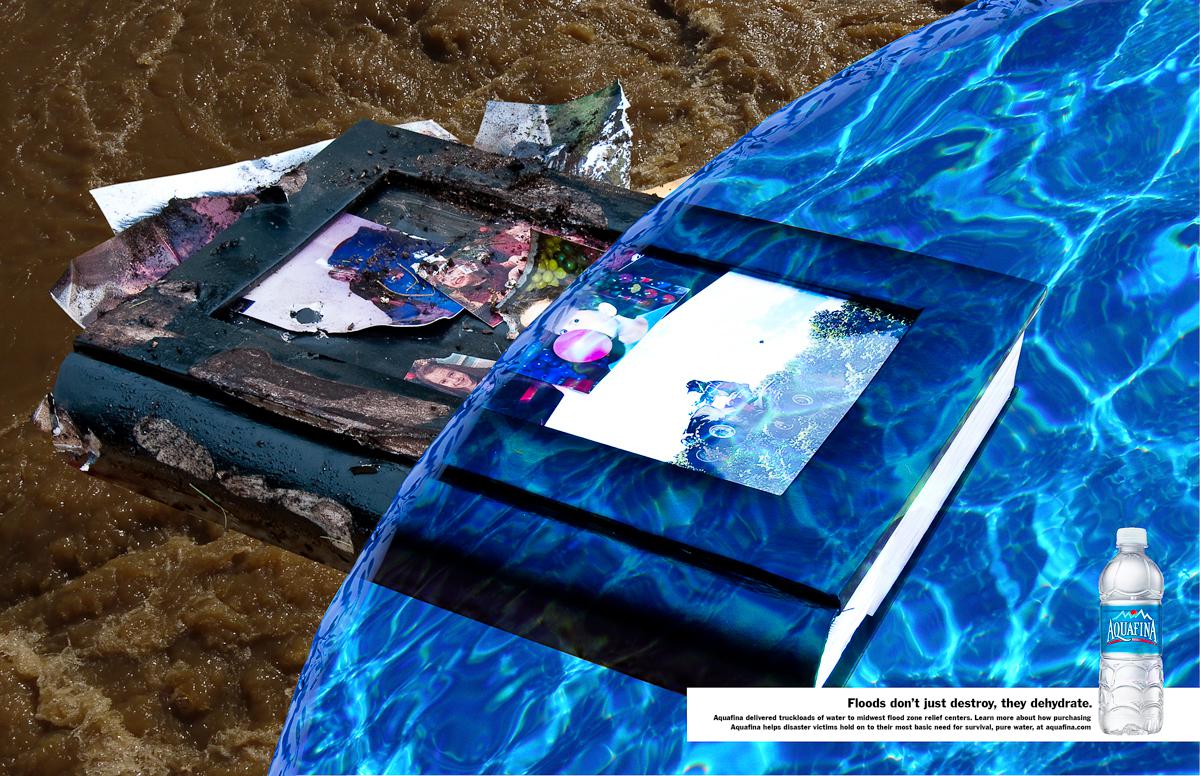 AQUAFINA
Floods don't just destroy, they dehydrate.
Aquafina delivered truckloads of water to midwest flood zone relief centers. Learn more about how purchasing
Aquafina helps disaster victims hold on to their most basic need for survival, pure water, at aquafina.com